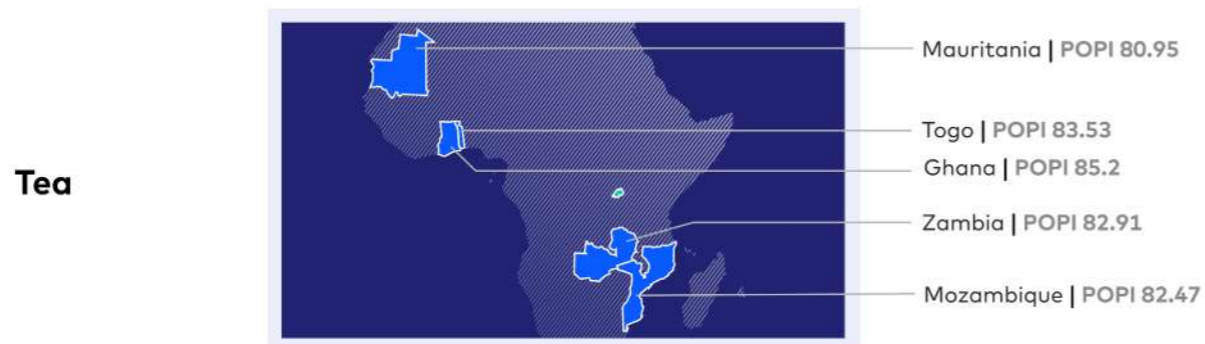 Mauritania | POPI 80.95
Togo | POPI 83.53
Ghana | POPI 85.2
Tea
Zambia | POPI 82.91
Mozambique | POPI 82.47